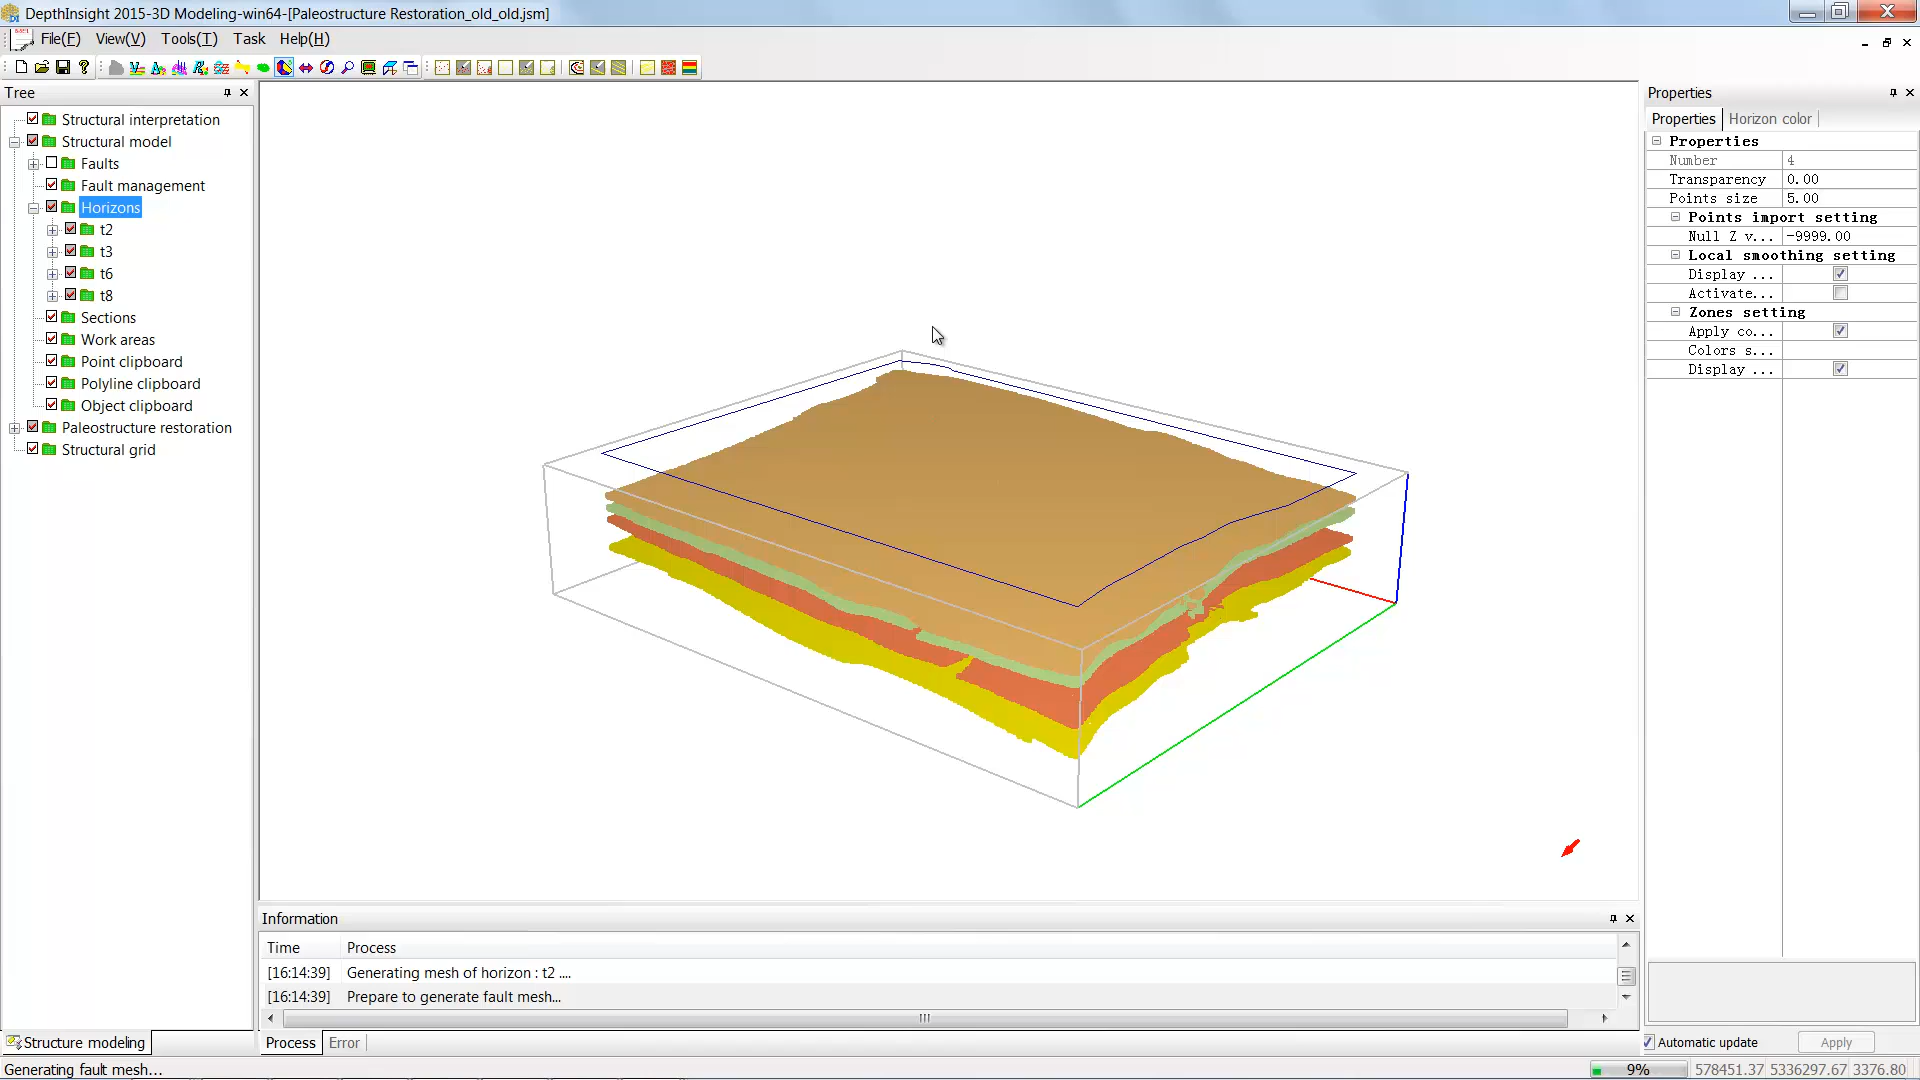 DepthInsight 2015-3D Modeling-win64-[Paleostructure Restoration_old_old.jsm]
File(F) View(V) Tools(T) Task Help(H)
Tree
Structural interpretation
Structural model
Faults
Fault management
Horizons
t2
t3
t6
t8
Sections
Work areas
Point clipboard
Polyline clipboard
Object clipboard
Paleostructure restoration
Structural grid
Structure modeling
Information
Time Process
[16:14:39] Generating mesh of horizon : t2 ....
[16:14:39] Prepare to generate fault mesh...
Process Error
Properties
Properties Horizon color
Properties
Number 4
Transparency 0.00
Points size 5.00
Points import setting
Null Z v... -9999.00
Local smoothing setting
Display ...
Activate...
Zones setting
Apply co...
Colors s...
Display ...
Automatic update Apply
Generating fault mesh... 9% 578451.37 5336297.67 3376.80